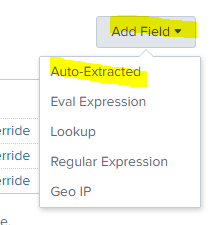 Add Field
Auto-Extracted
Eval Expression
erride
Lookup
erride
Regular Expression
erride
Geo IP
e.